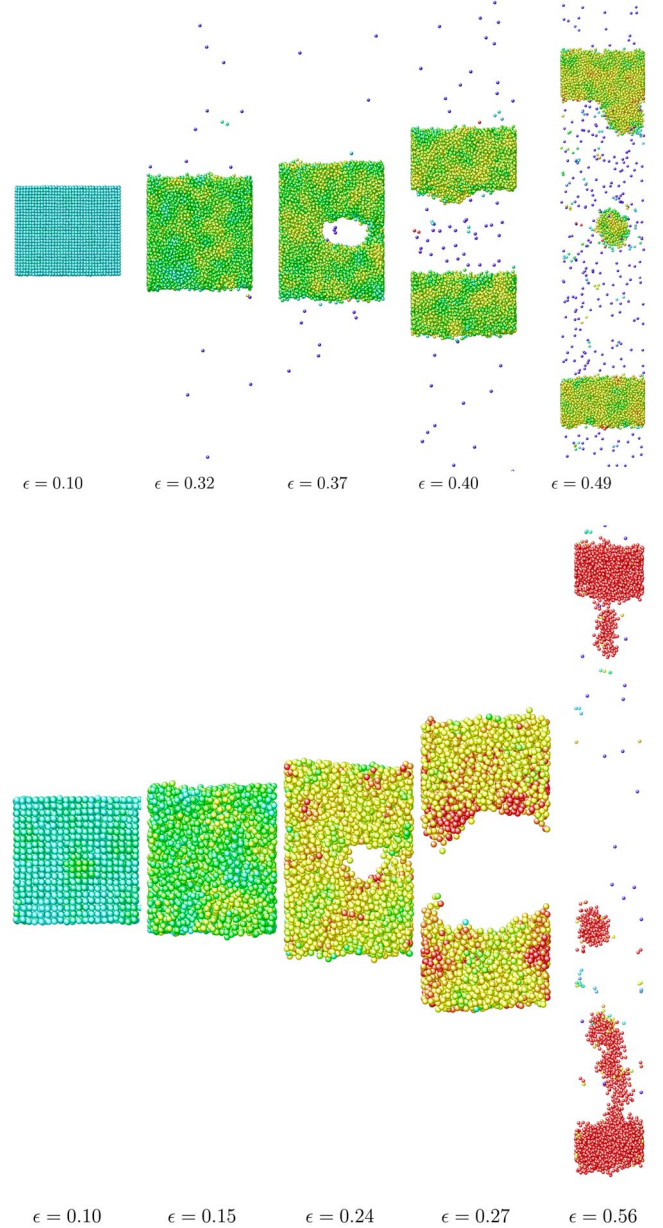 ϵ = 0.10 ϵ = 0.32 ϵ = 0.37 ϵ = 0.40 ϵ = 0.49
ϵ = 0.10 ϵ = 0.15 ϵ = 0.24 ϵ = 0.27 ϵ = 0.56